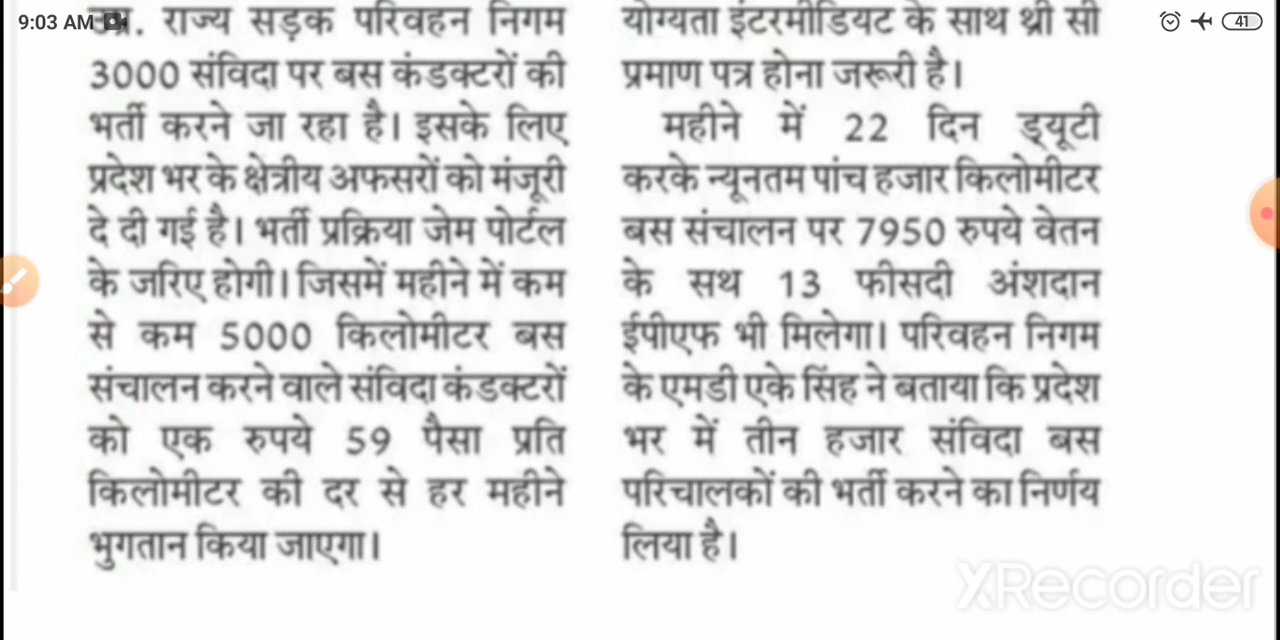 9:03 AM
41
राज्य सड़क परिवहन निगम
3000 संविदा पर बस कंडक्टरों की
भर्ती करने जा रहा है। इसके लिए
प्रदेश भर के क्षेत्रीय अफसरों को मंजूरी
दे दी गई है। भर्ती प्रक्रिया जेम पोर्टल
के जरिए होगी। जिसमें महीने में कम
से कम 5000 किलोमीटर बस
संचालन करने वाले संविदा कंडक्टरों
को एक रुपये 59 पैसा प्रति
किलोमीटर की दर से हर महीने
भुगतान किया जाएगा।
योग्यता इंटरमीडियट के साथ थ्री सी
प्रमाण पत्र होना जरूरी है।
महीने में 22 दिन ड्यूटी
करके न्यूनतम पांच हजार किलोमीटर
बस संचालन पर 7950 रुपये वेतन
के सथ 13 फीसदी अंशदान
ईपीएफ भी मिलेगा। परिवहन निगम
के एमडी एके सिंह ने बताया कि प्रदेश
भर में तीन हजार संविदा बस
परिचालकों की भर्ती करने का निर्णय
लिया है।
XRecorder